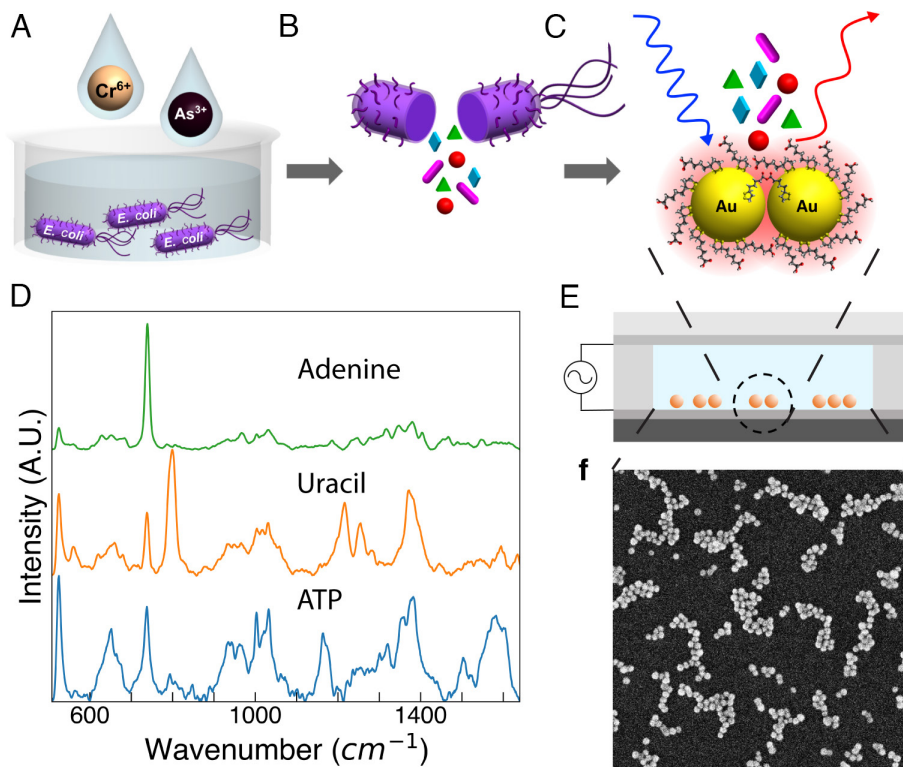 A
B
C
Cr6+
As3+
E. coli
E. coli
E. coli
Au
Au
D
E
Adenine
Uracil
ATP
Intensity (A.U.)
600
1000
1400
Wavenumber (cm⁻¹)
f